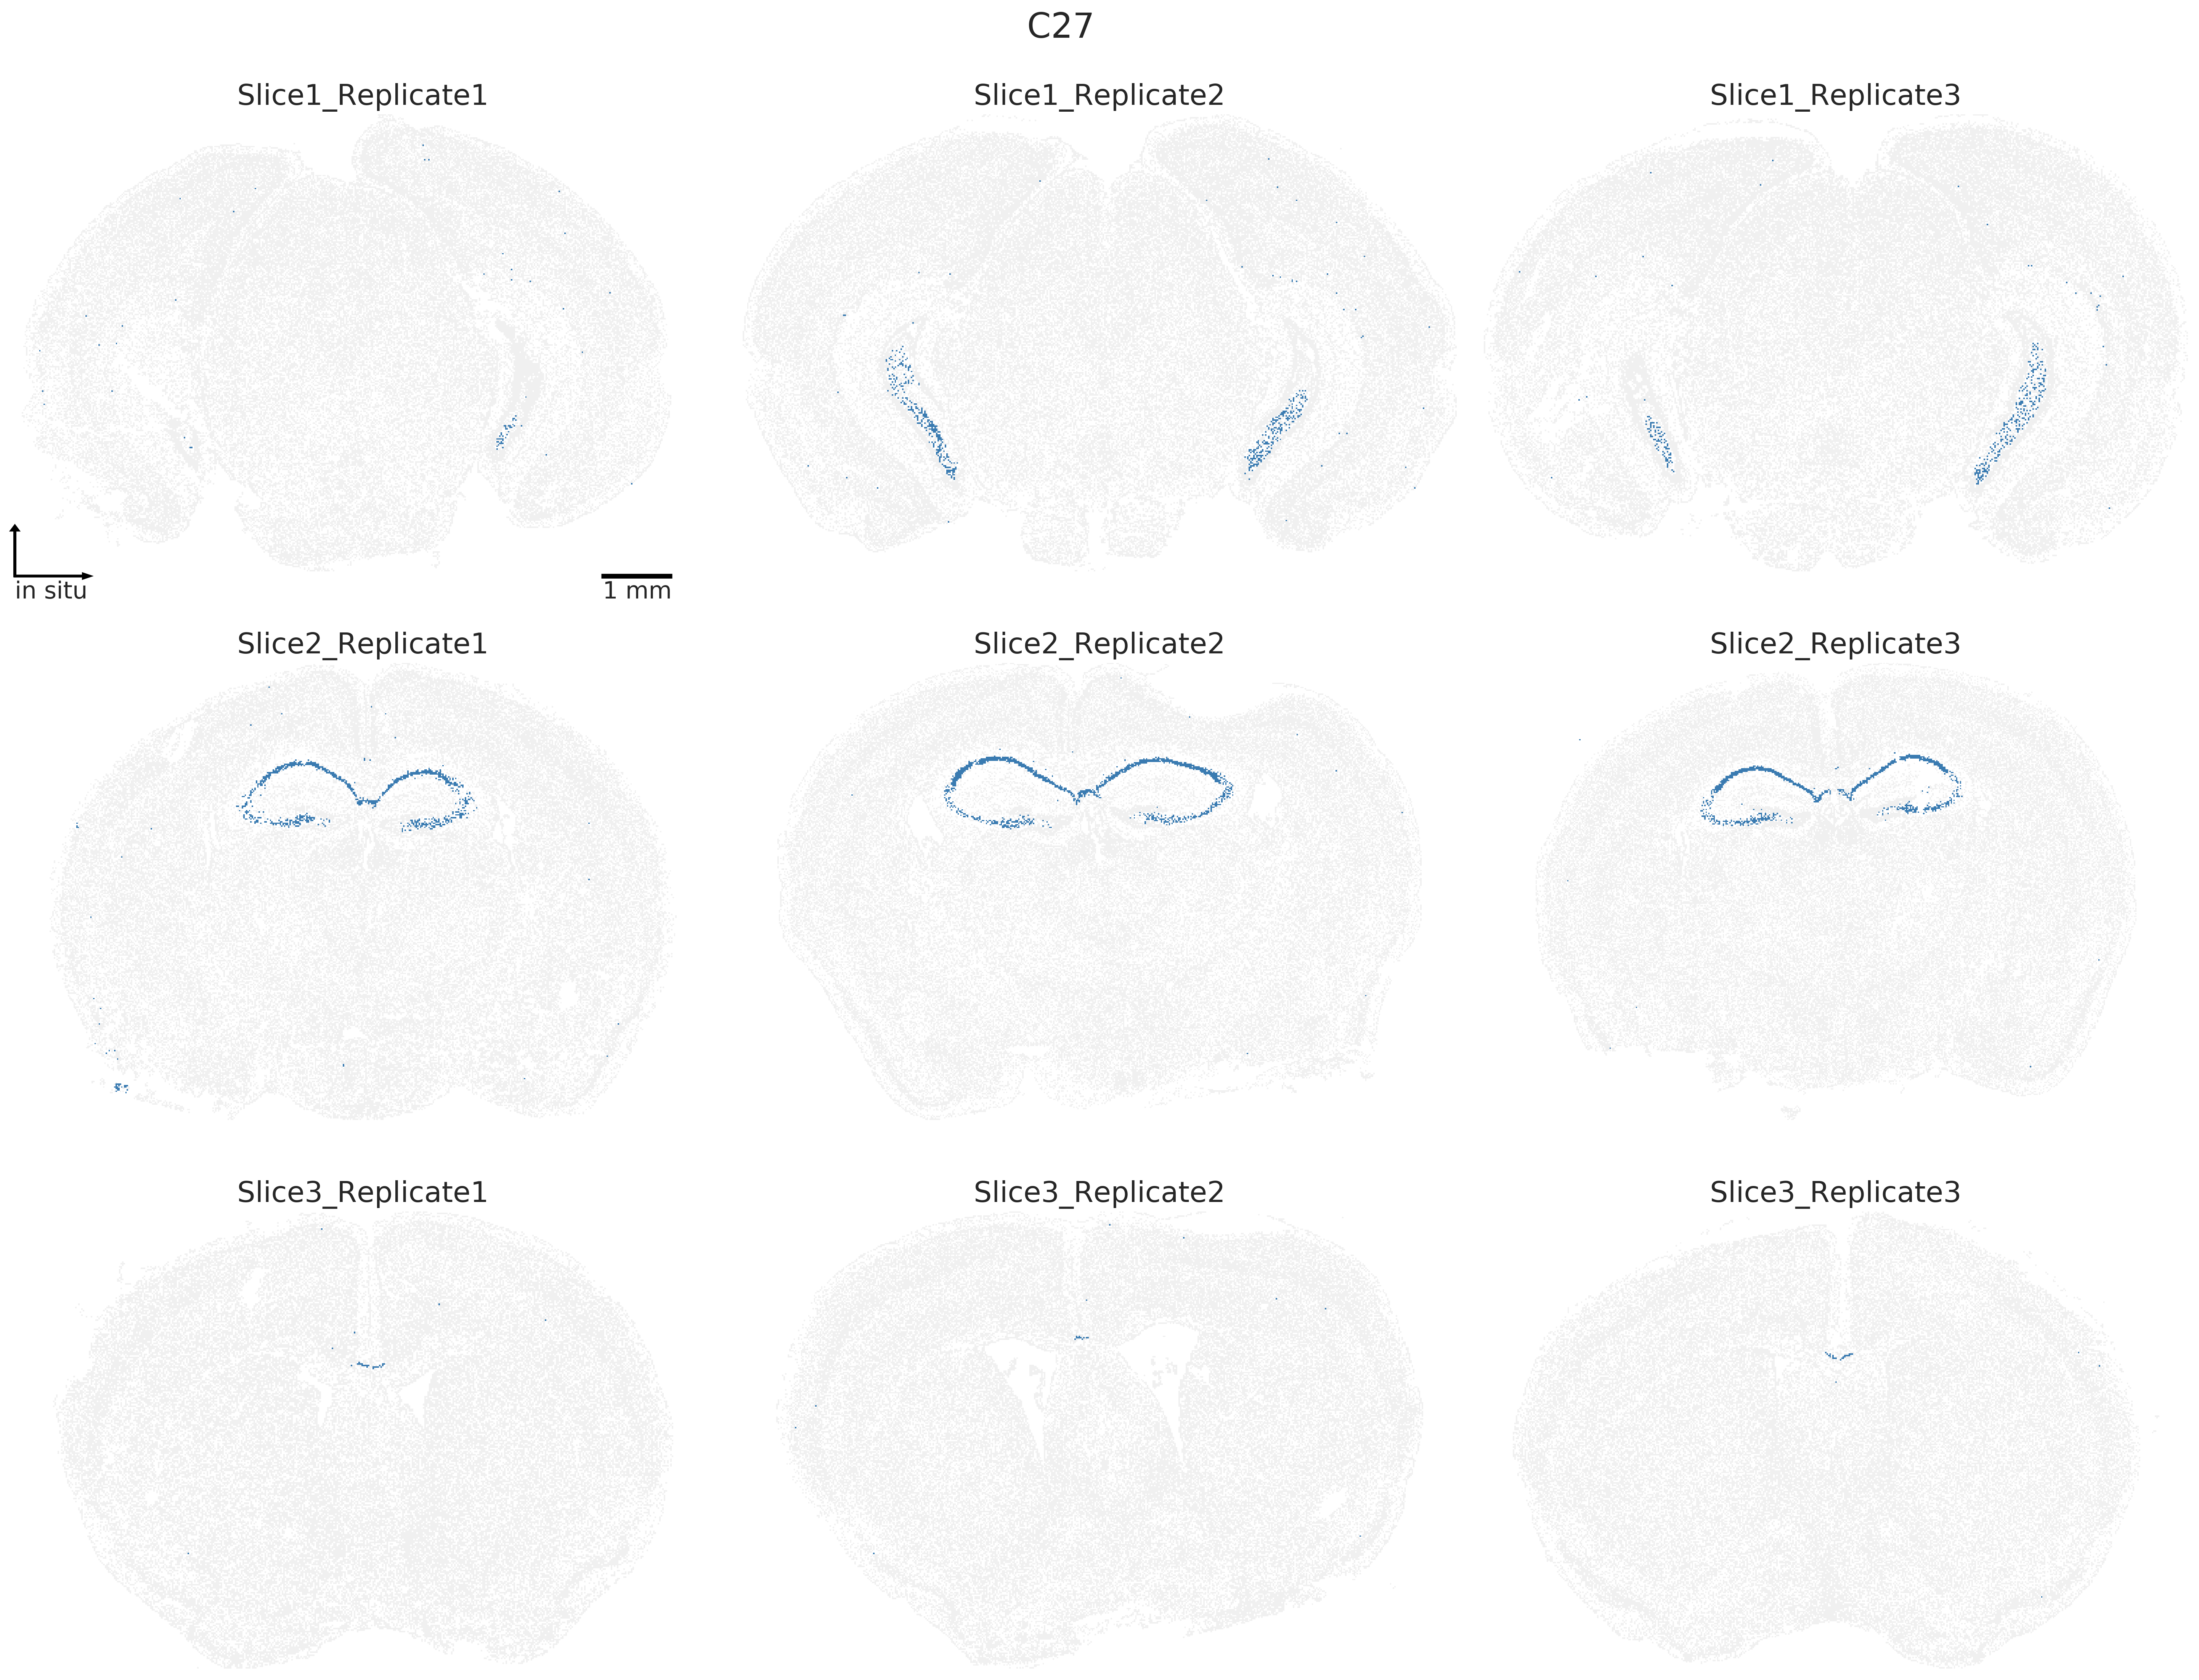 C27
Slice1_Replicate1
Slice1_Replicate2
Slice1_Replicate3
in situ
1 mm
Slice2_Replicate1
Slice2_Replicate2
Slice2_Replicate3
Slice3_Replicate1
Slice3_Replicate2
Slice3_Replicate3